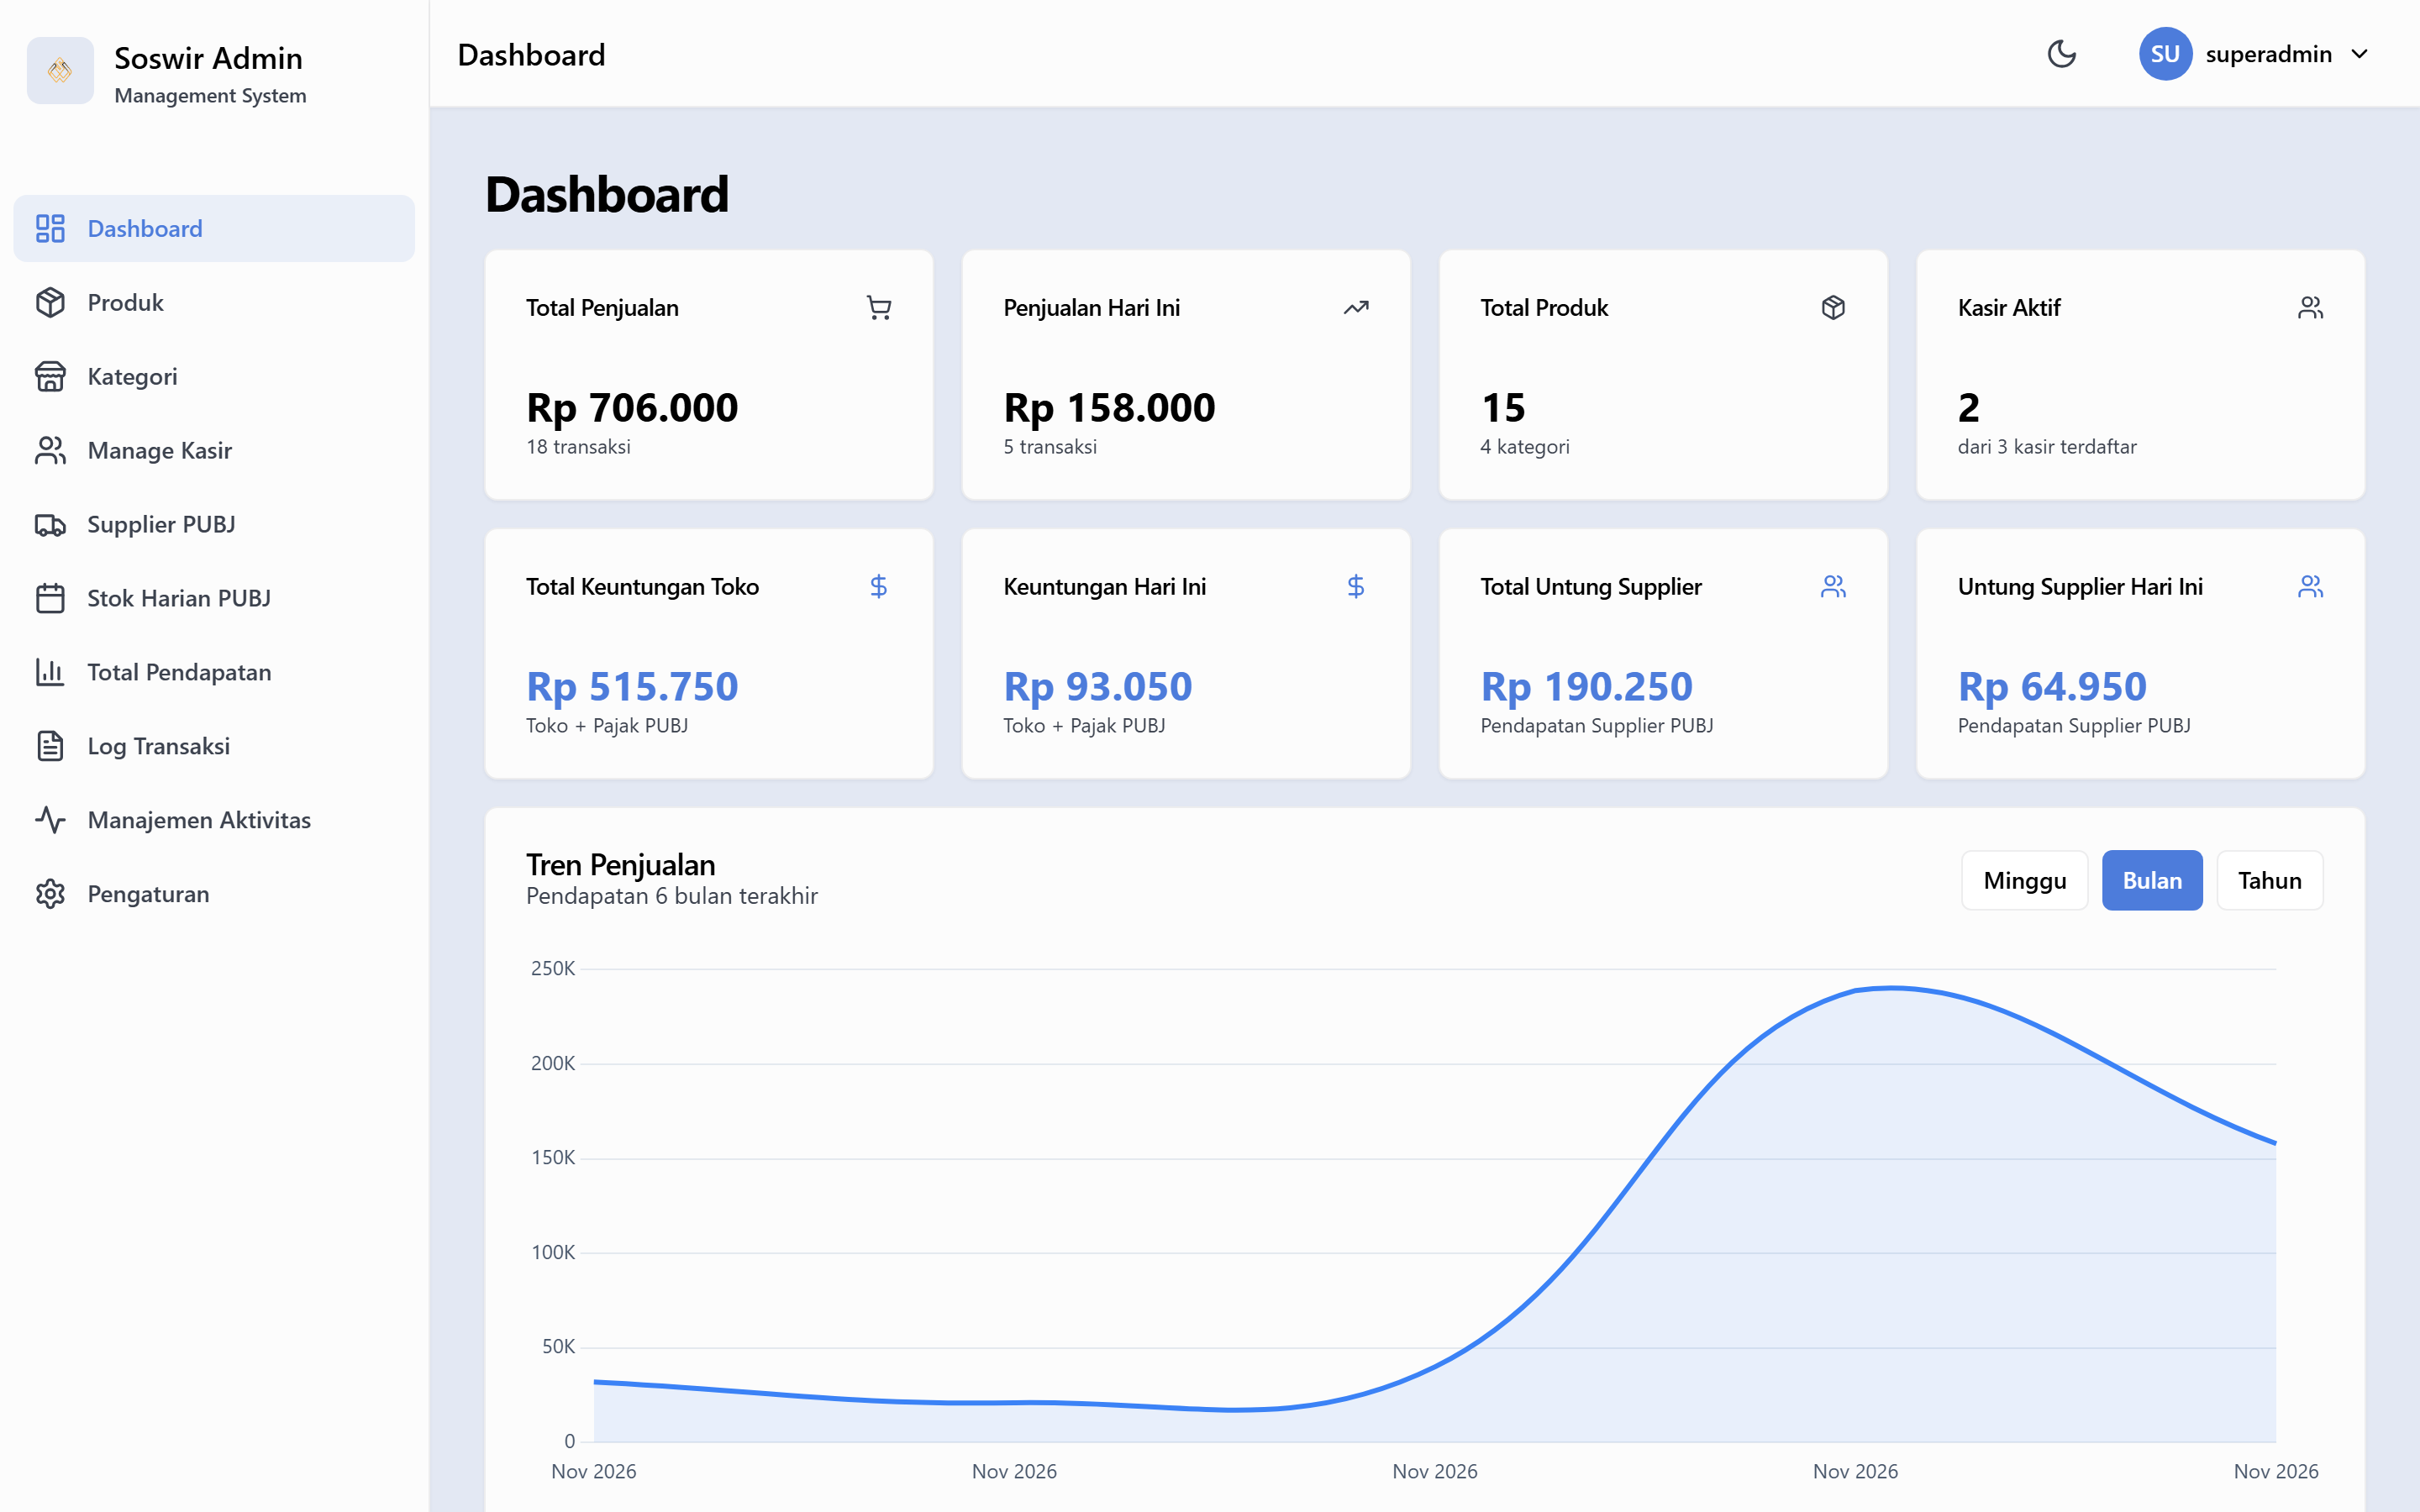 Soswir Admin
Management System
Dashboard
Produk
Kategori
Manage Kasir
Supplier PUBJ
Stok Harian PUBJ
Total Pendapatan
Log Transaksi
Manajemen Aktivitas
Pengaturan
Dashboard
SU superadmin
Dashboard
Total Penjualan
Rp 706.000
18 transaksi
Penjualan Hari Ini
Rp 158.000
5 transaksi
Total Produk
15
4 kategori
Kasir Aktif
2
dari 3 kasir terdaftar
Total Keuntungan Toko
Rp 515.750
Toko + Pajak PUBJ
Keuntungan Hari Ini
Rp 93.050
Toko + Pajak PUBJ
Total Untung Supplier
Rp 190.250
Pendapatan Supplier PUBJ
Untung Supplier Hari Ini
Rp 64.950
Pendapatan Supplier PUBJ
Tren Penjualan
Pendapatan 6 bulan terakhir
Minggu Bulan Tahun
250K
200K
150K
100K
50K
0
Nov 2026 Nov 2026 Nov 2026 Nov 2026 Nov 2026